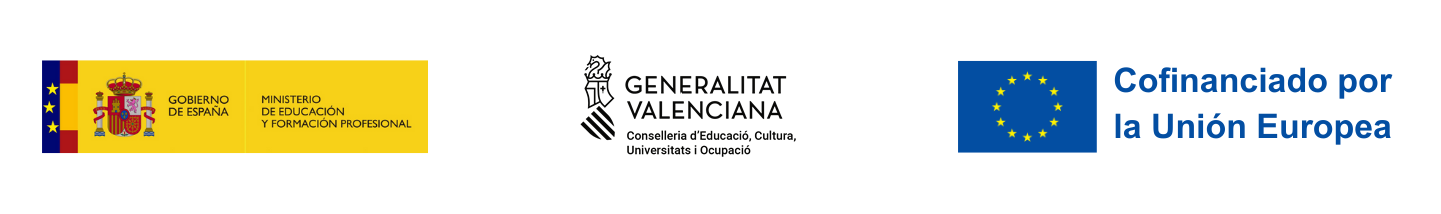 GOBIERNO
DE ESPAÑA
MINISTERIO
DE EDUCACIÓN
Y FORMACIÓN PROFESIONAL
GENERALITAT
VALENCIANA
Conselleria d'Educació, Cultura,
Universitats i Ocupació
Cofinanciado por
la Unión Europea